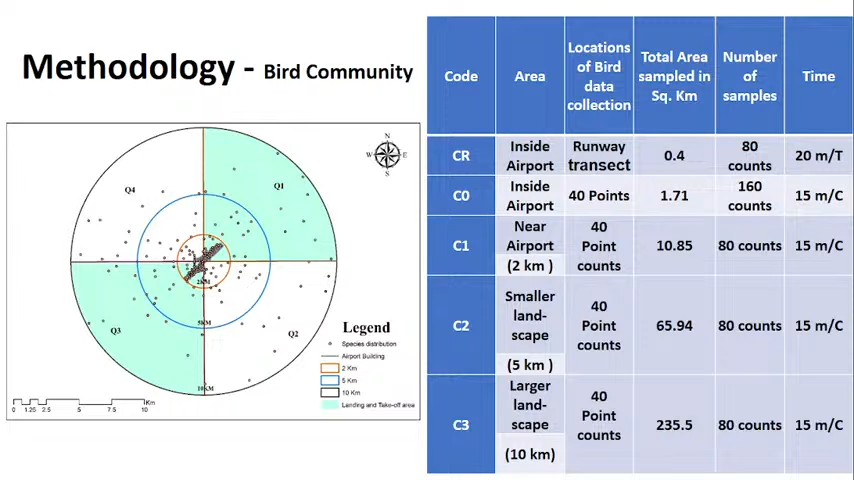 Methodology - Bird Community
N
W
E
S
Q4
Q1
Q3
Q2
2KM
5KM
10KM
Legend
Species distribution
Airport Building
2 Km
5 Km
10 Km
Landing and Take-off area
Km
0 1.25 2.5 5 7.5 10
Code
Area
Locations
of Bird
data
collection
Total Area
sampled in
Sq. Km
Number
of
samples
Time
CR
Inside
Airport
Runway
transect
0.4
80
counts
20 m/T
C0
Inside
Airport
40 Points
1.71
160
counts
15 m/C
C1
Near
Airport
(2 km )
40
Point
counts
10.85
80 counts
15 m/C
C2
Smaller
land-
scape
(5 km )
40
Point
counts
65.94
80 counts
15 m/C
C3
Larger
land-
scape
(10 km)
40
Point
counts
235.5
80 counts
15 m/C